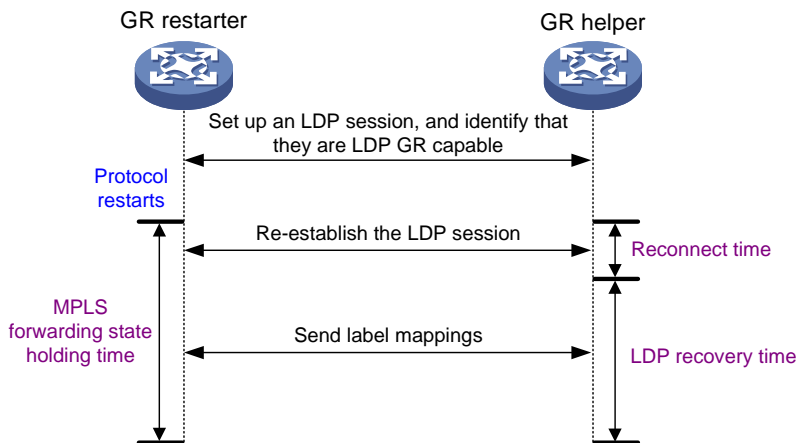 GR restarter
GR helper
Set up an LDP session, and identify that
they are LDP GR capable
Protocol
restarts
Re-establish the LDP session
Reconnect time
MPLS
forwarding state
holding time
Send label mappings
LDP recovery time